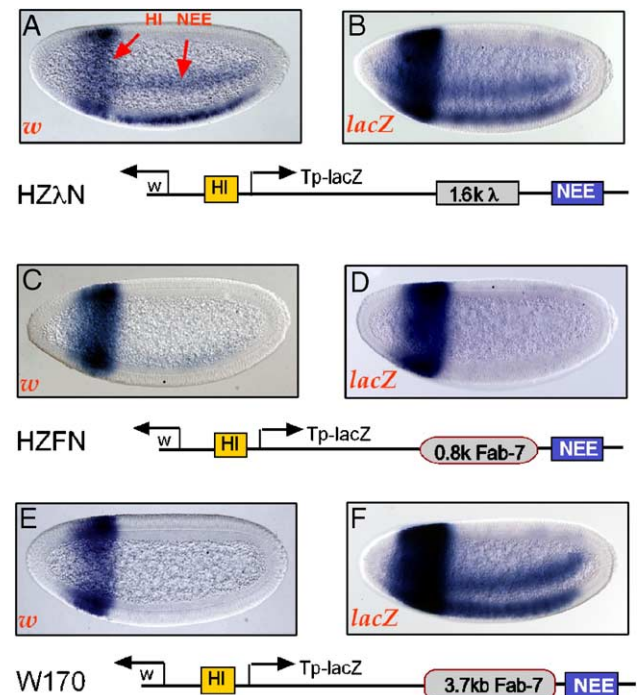 A HI NEE w
B lacZ
HZλN w HI Tp-lacZ 1.6k λ NEE
C w
D lacZ
HZFN w HI Tp-lacZ 0.8k Fab-7 NEE
E w
F lacZ
W170 w HI Tp-lacZ 3.7kb Fab-7 NEE